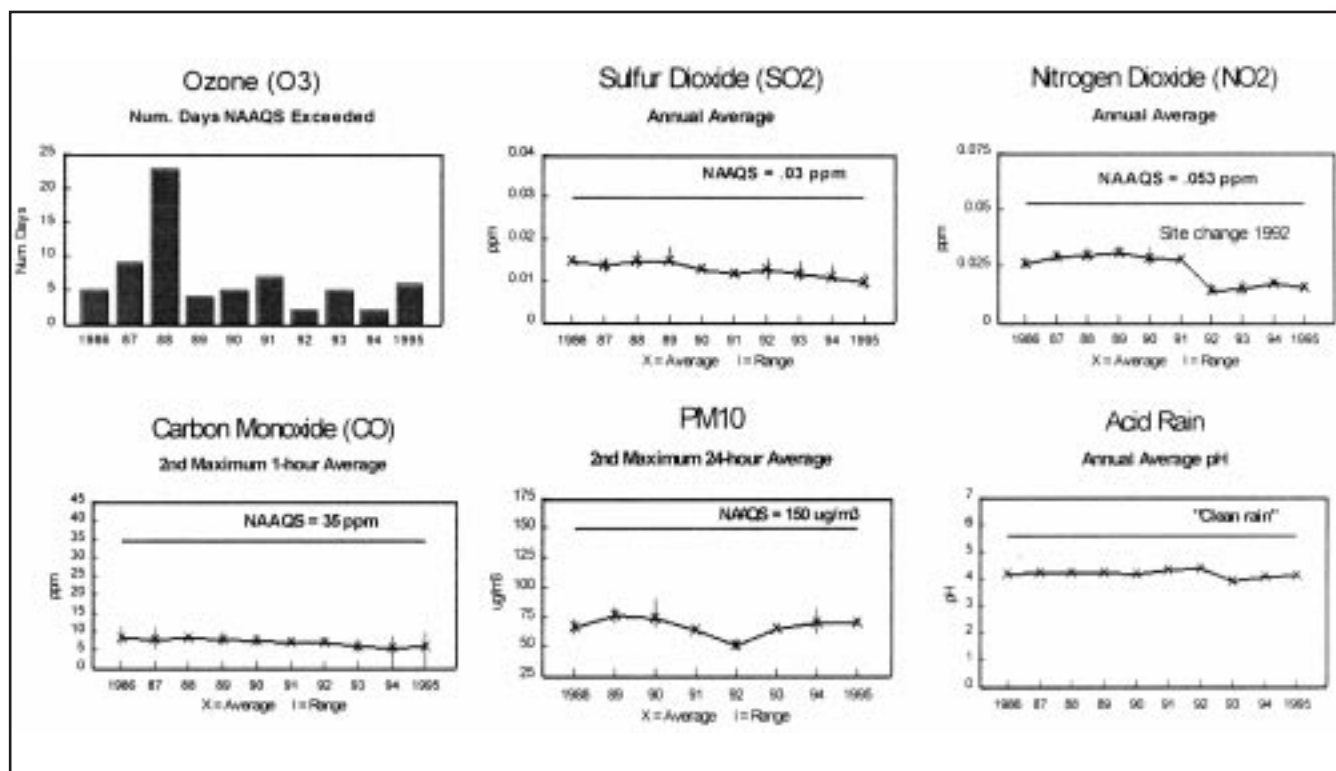 Ozone (O3)
Num. Days NAAQS Exceeded
25
20
15
10
5
0
Num. Days
1986 87 88 89 90 91 92 93 94 1995
Sulfur Dioxide (SO2)
Annual Average
0.04
0.03
0.02
0.01
0
ppm
NAAQS = .03 ppm
1986 87 88 89 90 91 92 93 94 1995
X = Average I = Range
Nitrogen Dioxide (NO2)
Annual Average
0.075
0.05
0.025
0
ppm
NAAQS = .053 ppm
Site change 1992
1986 87 88 89 90 91 92 93 94 1995
X = Average I = Range
Carbon Monoxide (CO)
2nd Maximum 1-hour Average
45
40
35
30
25
20
15
10
5
0
ppm
NAAQS = 35 ppm
1986 87 88 89 90 91 92 93 94 1995
X = Average I = Range
PM10
2nd Maximum 24-hour Average
175
150
125
100
75
50
25
ug/m3
NAAQS = 150 ug/m3
1988 89 90 91 92 93 94 1995
X = Average I = Range
Acid Rain
Annual Average pH
7
6
5
4
3
2
1
0
pH
"Clean rain"
1986 87 88 89 90 91 92 93 94 1995